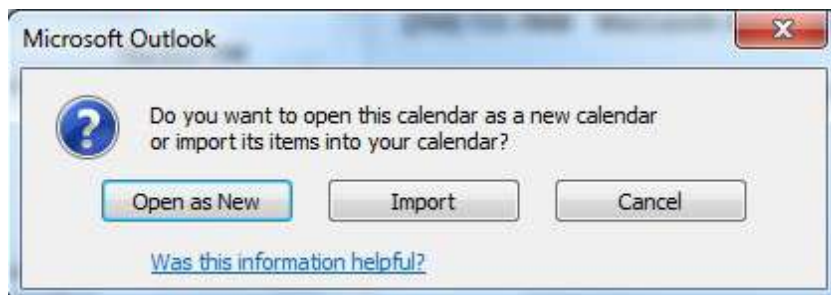 Microsoft Outlook
Do you want to open this calendar as a new calendar
or import its items into your calendar?
Open as New Import Cancel
Was this information helpful?